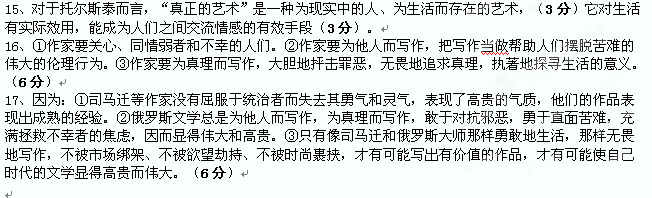 15、对于托尔斯泰而言，“真正的艺术”是一种为现实中的人、为生活而存在的艺术，（3分）它对生活
有实际效用，能成为人们之间交流情感的有效手段（3分）。
16、①作家要关心、同情弱者和不幸的人们。②作家要为他人而写作，把写作当做帮助人们摆脱苦难的
伟大的伦理行为。③作家要为真理而写作，大胆地抨击罪恶，无畏地追求真理，执著地探寻生活的意义。
（6分）
17、因为：①司马迁等作家没有屈服于统治者而失去其勇气和灵气，表现了高贵的气质，他们的作品表
现出成熟的经验。②俄罗斯文学总是为他人而写作，为真理而写作，敢于对抗邪恶，勇于直面苦难，充
满拯救不幸者的焦虑，因而显得伟大和高贵。③只有像司马迁和俄罗斯大师那样勇敢地生活，那样无畏
地写作，不被市场绑架、不被欲望劫持、不被时尚裹挟，才有可能写出有价值的作品，才有可能使自己
时代的文学显得高贵而伟大。（6分）